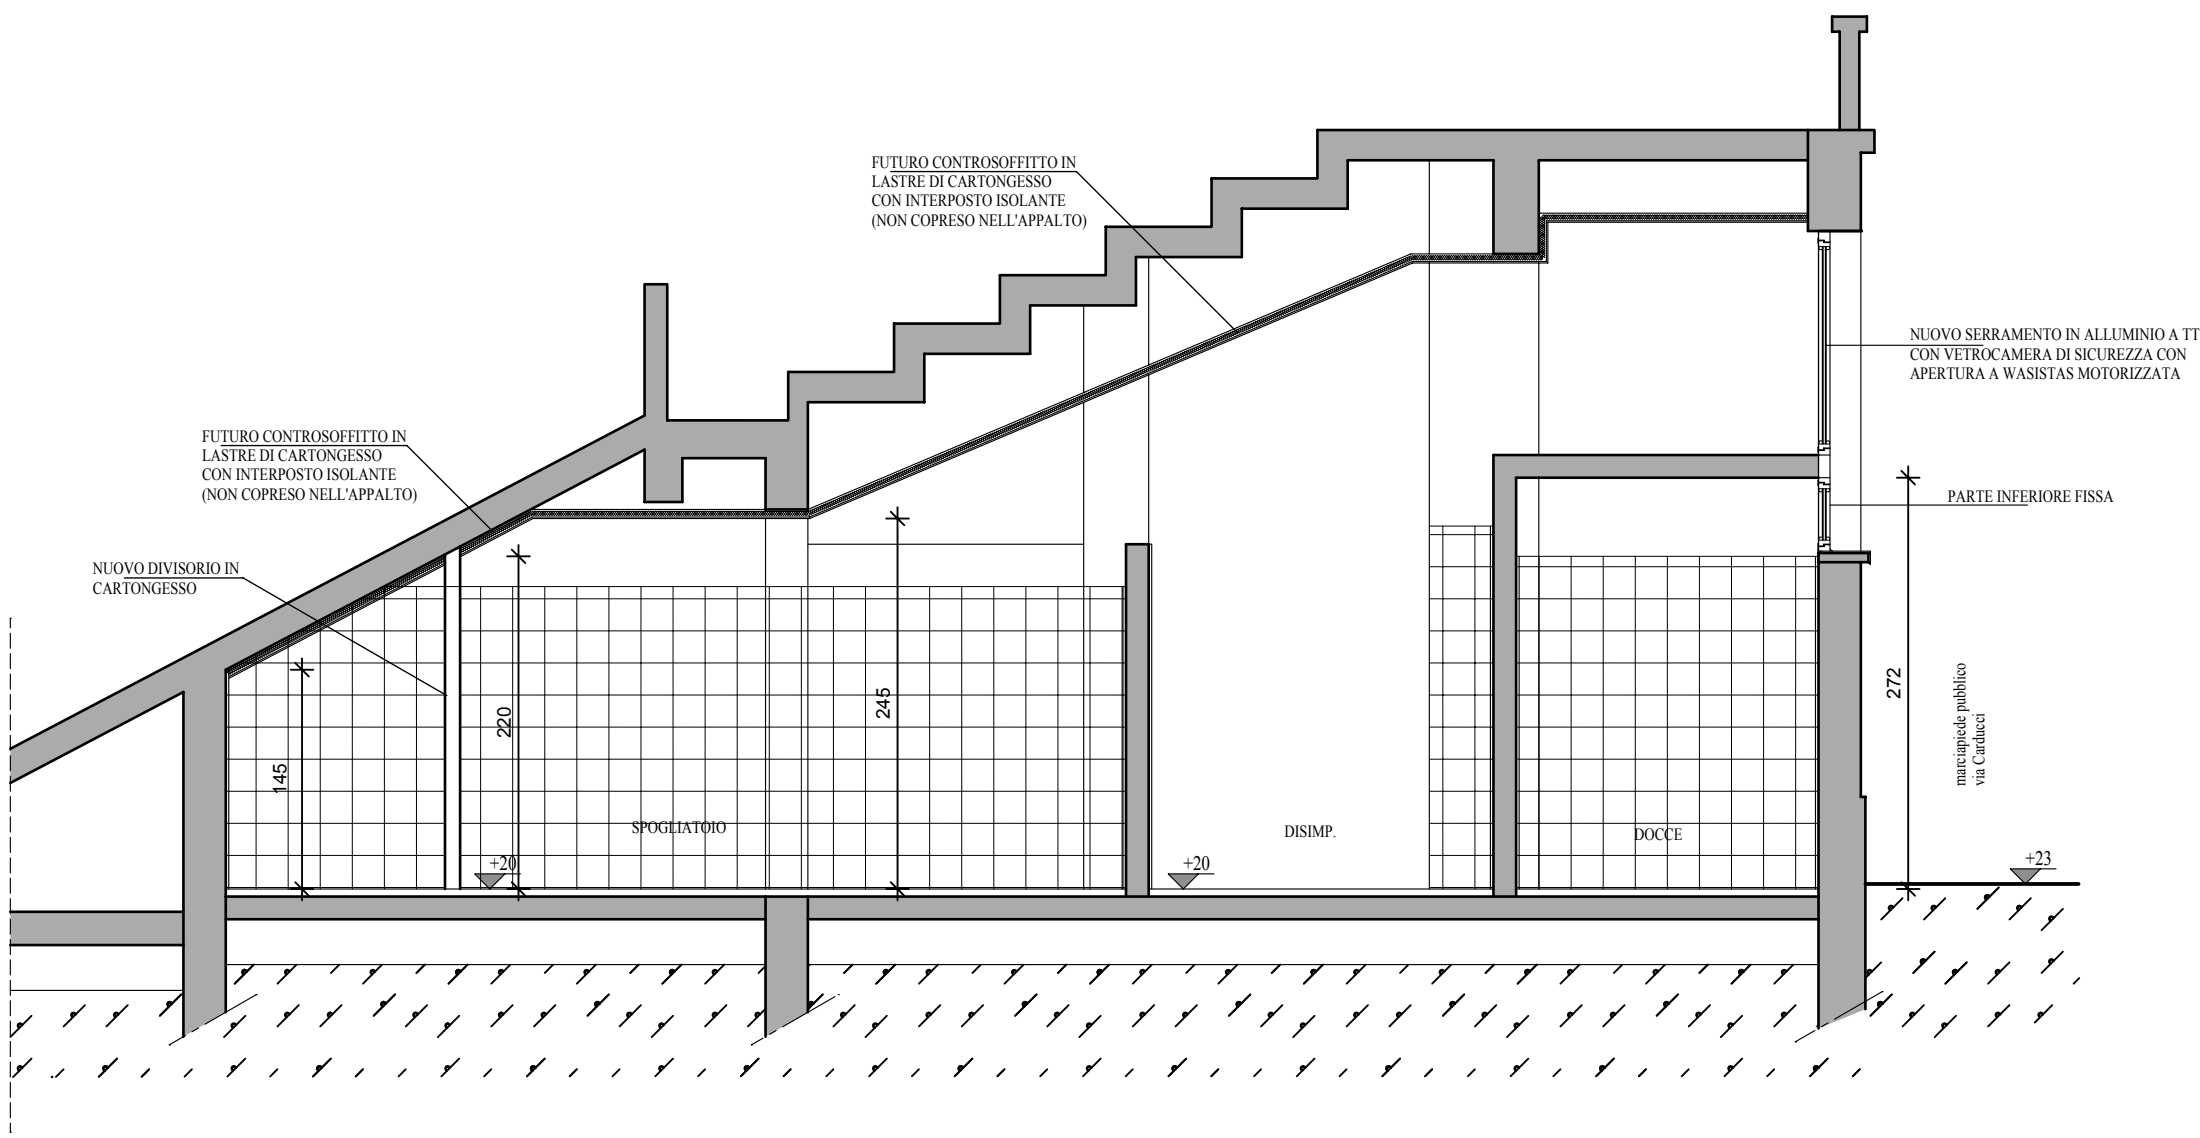 FUTURO CONTROSOFFITTO IN
LASTRE DI CARTONGESSO
CON INTERPOSTO ISOLANTE
(NON COPRESO NELL'APPALTO)
NUOVO SERRAMENTO IN ALLUMINIO A TT
CON VETROCAMERA DI SICUREZZA CON
APERTURA A WASISTAS MOTORIZZATA
FUTURO CONTROSOFFITTO IN
LASTRE DI CARTONGESSO
CON INTERPOSTO ISOLANTE
(NON COPRESO NELL'APPALTO)
PARTE INFERIORE FISSA
NUOVO DIVISORIO IN
CARTONGESSO
145
220
245
272
marciapiede pubblico
via Carducci
SPOGLIATOIO
DISIMP.
DOCCE
+20
+20
+23